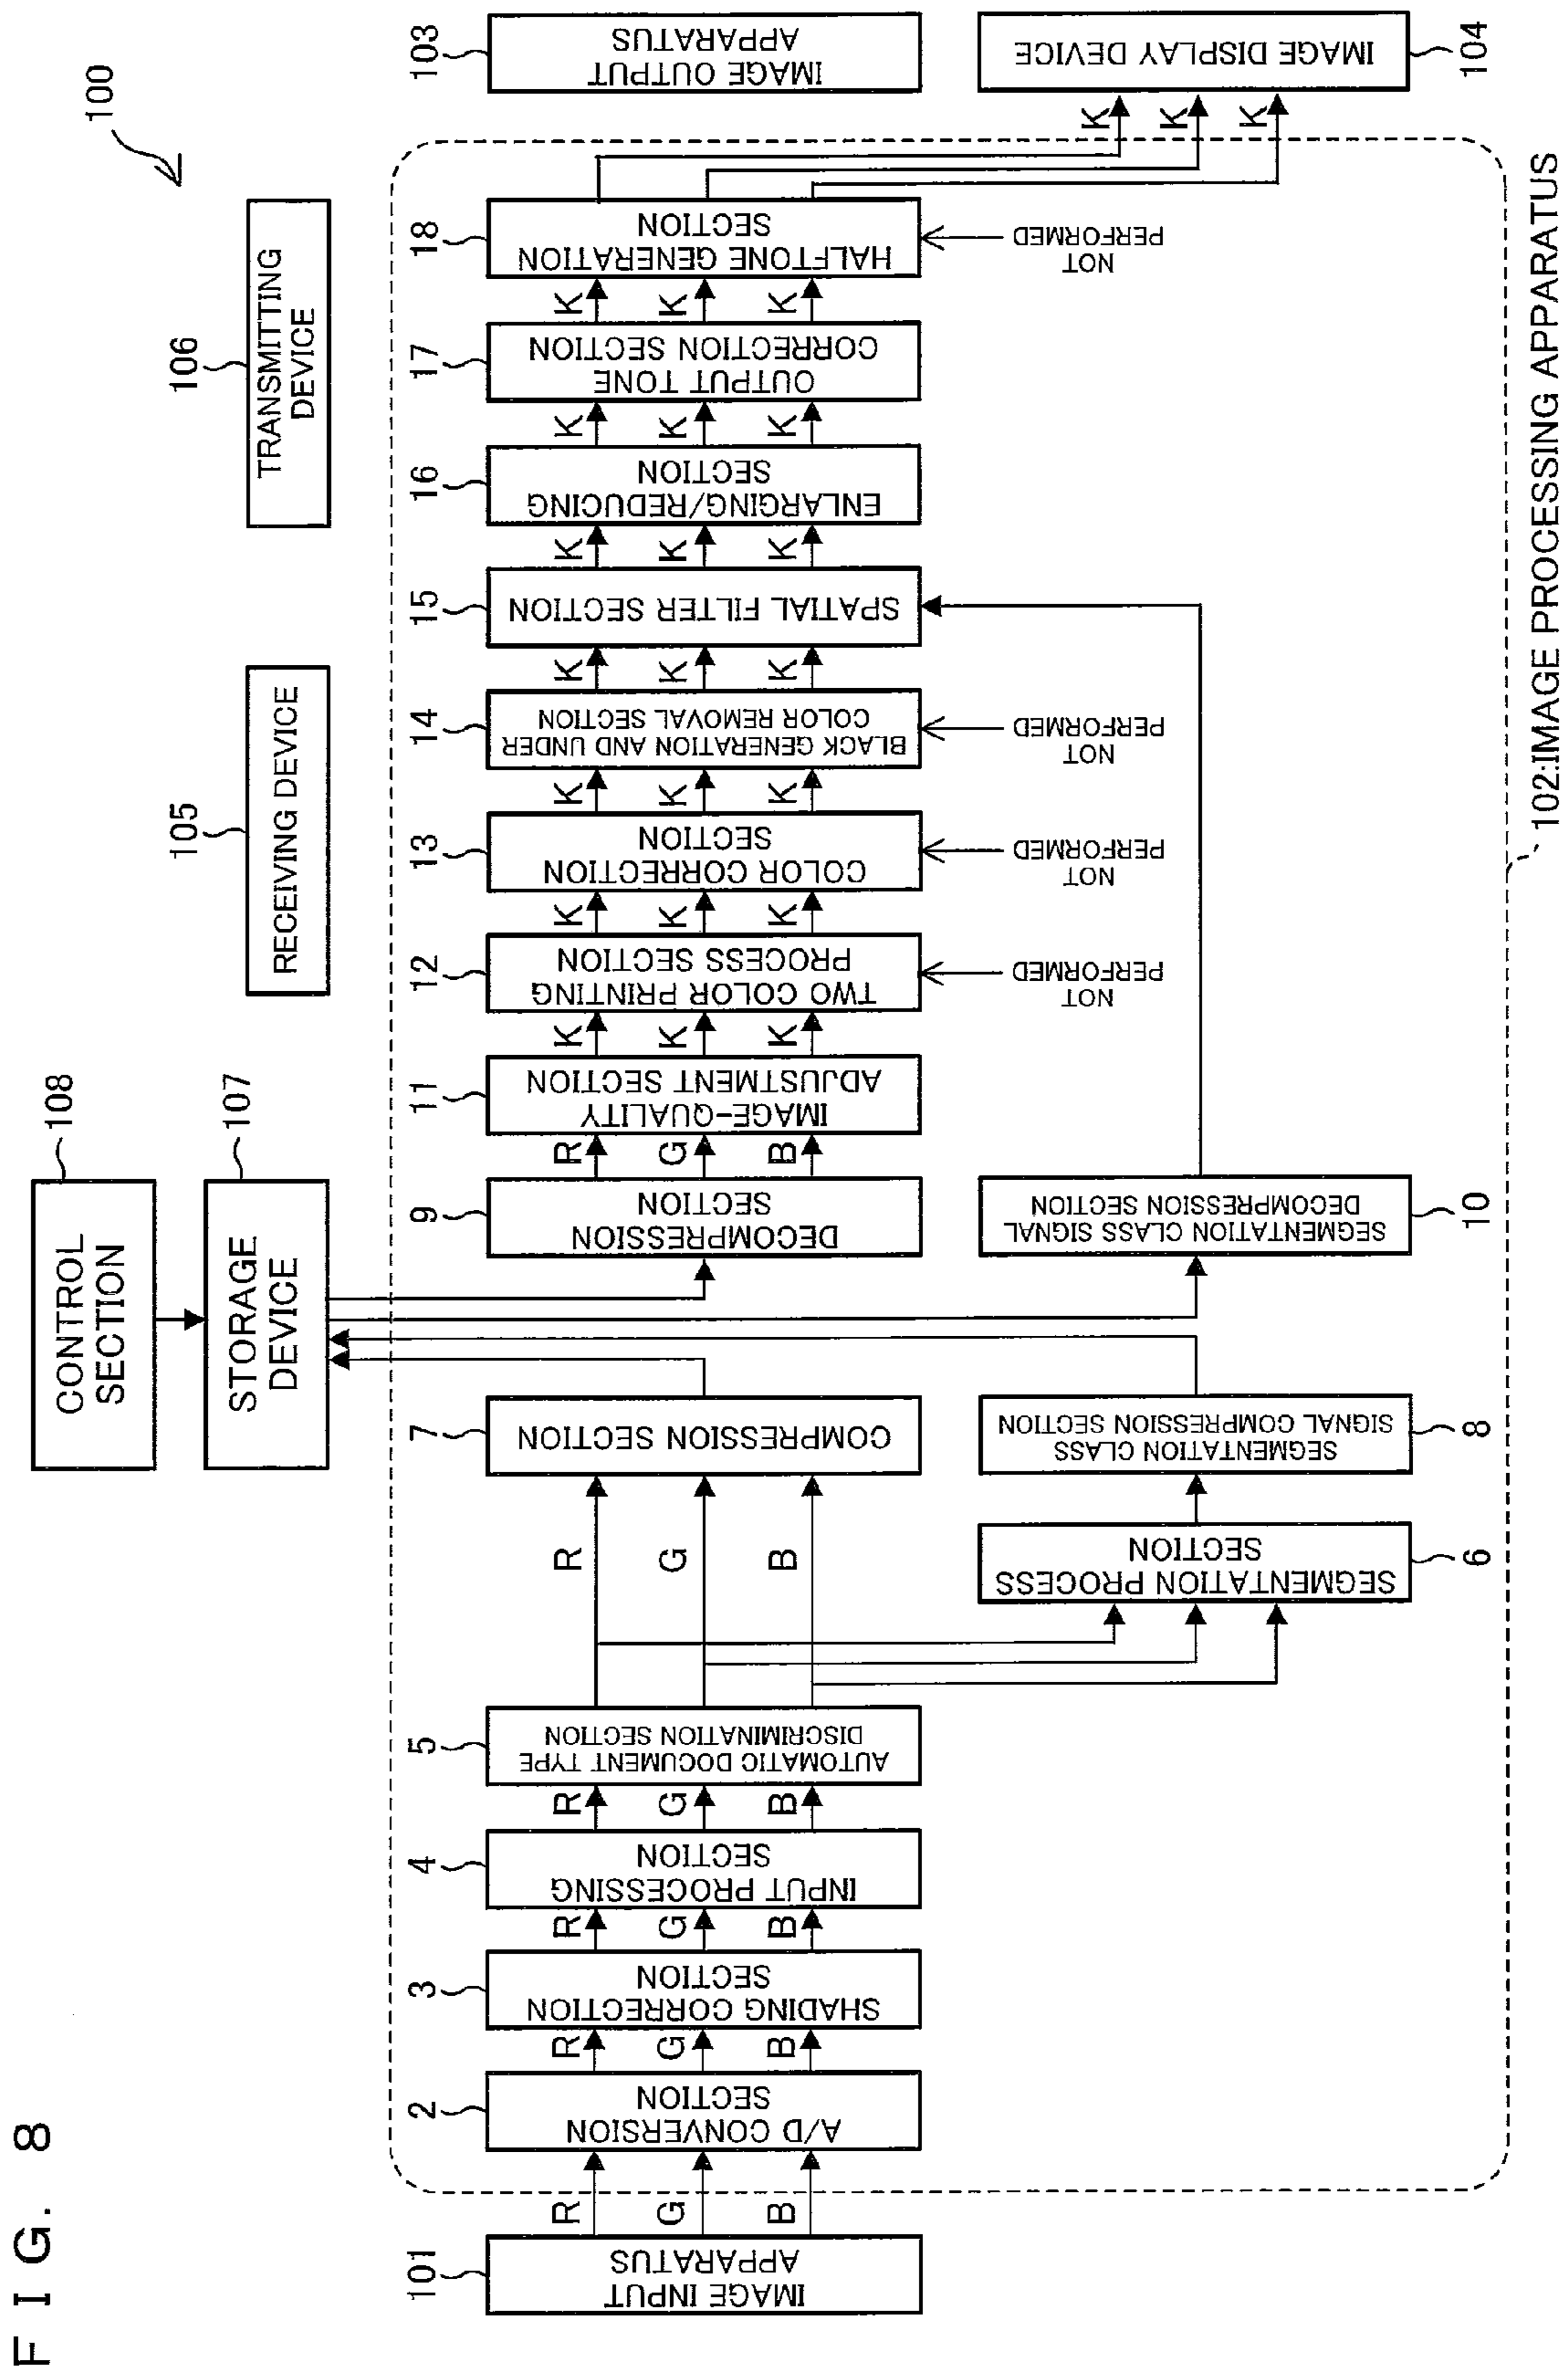 FIG. 8
100
CONTROL
SECTION
108
STORAGE
DEVICE
107
RECEIVING DEVICE
105
TRANSMITTING
DEVICE
106
101
IMAGE INPUT
APPARATUS
R
G
B
2
A/D CONVERSION
SECTION
R
G
B
3
SHADING CORRECTION
SECTION
R
G
B
4
INPUT PROCESSING
SECTION
R
G
B
5
AUTOMATIC DOCUMENT TYPE
DISCRIMINATION SECTION
R
G
B
7
COMPRESSION SECTION
9
DECOMPRESSION
SECTION
R
G
B
11
IMAGE-QUALITY
ADJUSTMENT SECTION
K
K
K
12
TWO COLOR PRINTING
PROCESS SECTION
NOT
PERFORMED
K
K
K
13
COLOR CORRECTION
SECTION
NOT
PERFORMED
K
K
K
14
BLACK GENERATION AND UNDER
COLOR REMOVAL SECTION
NOT
PERFORMED
K
K
K
15
SPATIAL FILTER SECTION
K
K
K
16
ENLARGING/REDUCING
SECTION
K
K
K
17
OUTPUT TONE
CORRECTION SECTION
K
K
K
18
HALFTONE GENERATION
SECTION
NOT
PERFORMED
K
K
K
103
IMAGE OUTPUT
APPARATUS
IMAGE DISPLAY DEVICE
104
SEGMENTATION PROCESS
SECTION
6
SEGMENTATION CLASS
SIGNAL COMPRESSION SECTION
8
SEGMENTATION CLASS SIGNAL
DECOMPRESSION SECTION
10
102:IMAGE PROCESSING APPARATUS